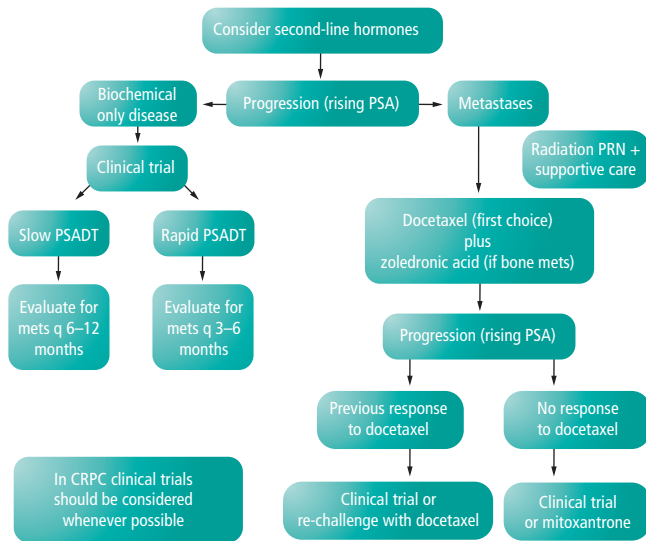 Consider second-line hormones
Biochemical
only disease
Progression (rising PSA)
Metastases
Radiation PRN +
supportive care
Clinical trial
Slow PSADT
Rapid PSADT
Docetaxel (first choice)
plus
zoledronic acid (if bone mets)
Evaluate for
mets q 6–12
months
Evaluate for
mets q 3–6
months
Progression (rising PSA)
Previous response
to docetaxel
No response
to docetaxel
In CRPC clinical trials
should be considered
whenever possible
Clinical trial or
re-challenge with docetaxel
Clinical trial
or mitoxantrone